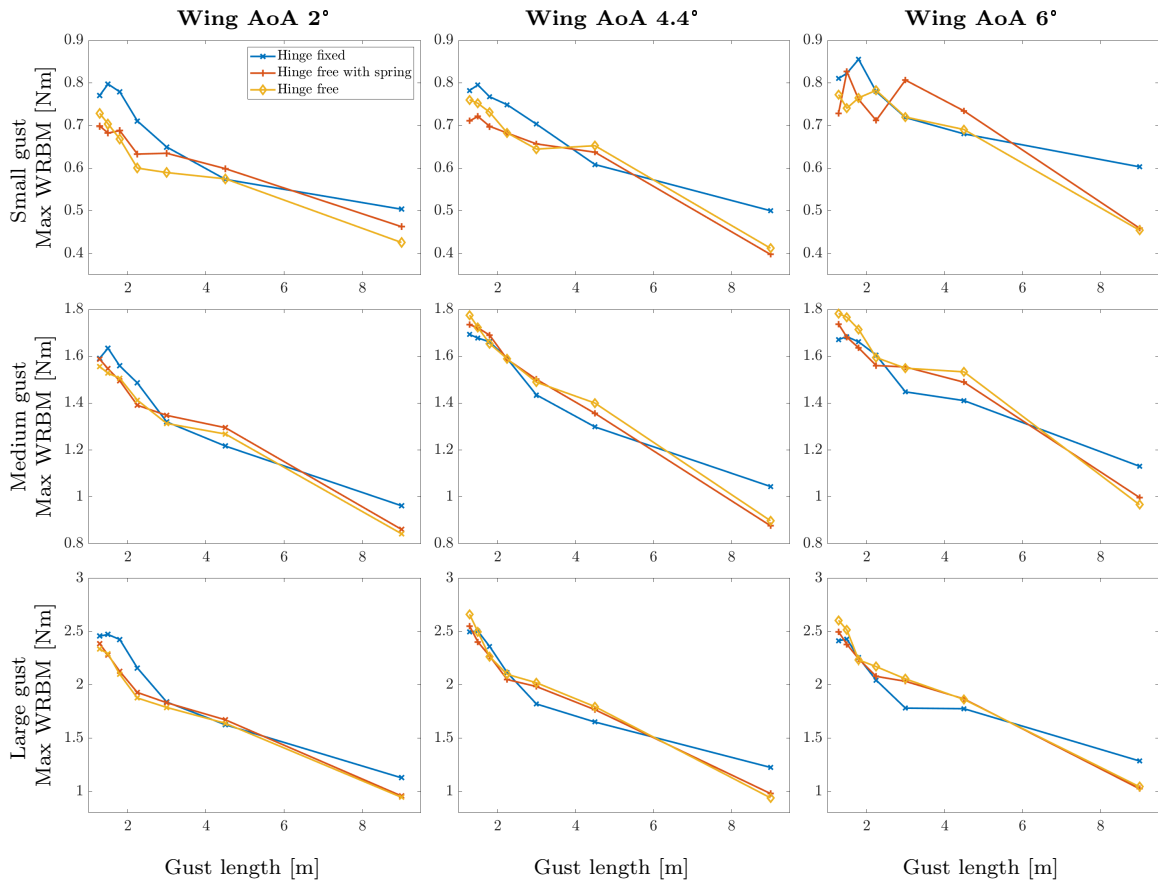 Wing AoA 2°
Wing AoA 4.4°
Wing AoA 6°
Small gust
Max WRBM [Nm]
0.9
0.8
0.7
0.6
0.5
0.4
Hinge fixed
Hinge free with spring
Hinge free
2 4 6 8
0.9
0.8
0.7
0.6
0.5
0.4
2 4 6 8
0.9
0.8
0.7
0.6
0.5
0.4
2 4 6 8
Medium gust
Max WRBM [Nm]
1.8
1.6
1.4
1.2
1
0.8
2 4 6 8
1.8
1.6
1.4
1.2
1
0.8
2 4 6 8
1.8
1.6
1.4
1.2
1
0.8
2 4 6 8
Large gust
Max WRBM [Nm]
3
2.5
2
1.5
1
2 4 6 8
3
2.5
2
1.5
1
2 4 6 8
3
2.5
2
1.5
1
2 4 6 8
Gust length [m]
Gust length [m]
Gust length [m]